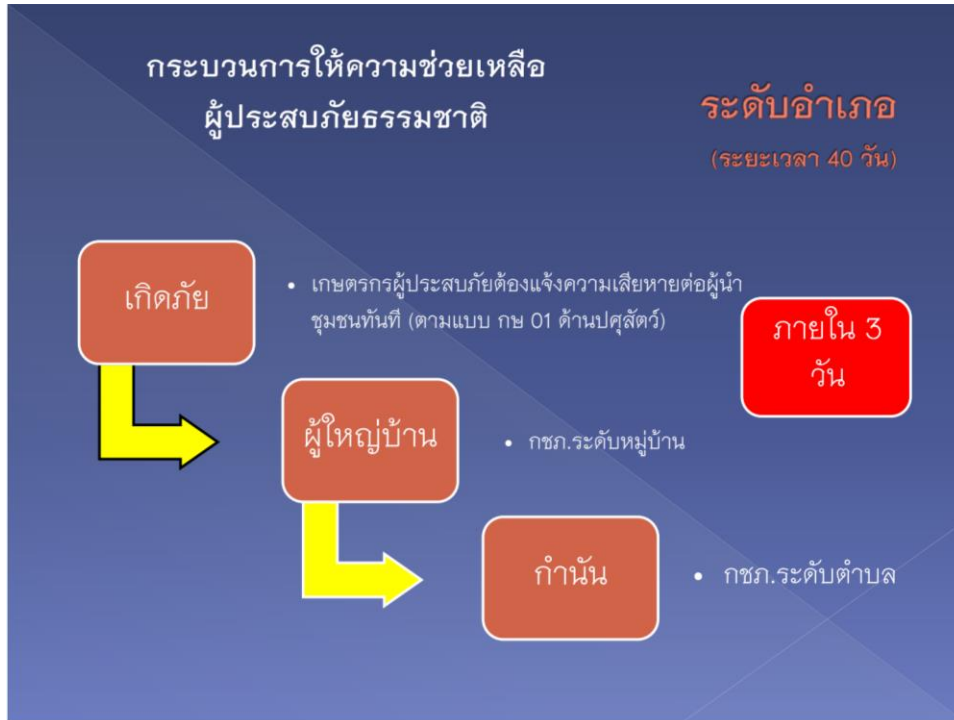 กระบวนการให้ความช่วยเหลือ
ผู้ประสบภัยธรรมชาติ
ระดับอำเภอ
(ระยะเวลา 40 วัน)
เกิดภัย
• เกษตรกรผู้ประสบภัยต้องแจ้งความเสียหายต่อผู้นำ
ชุมชนทันที (ตามแบบ กษ 01 ด้านปศุสัตว์)
ภายใน 3
วัน
ผู้ใหญ่บ้าน
• กชภ.ระดับหมู่บ้าน
กำนัน
• กชภ.ระดับตำบล